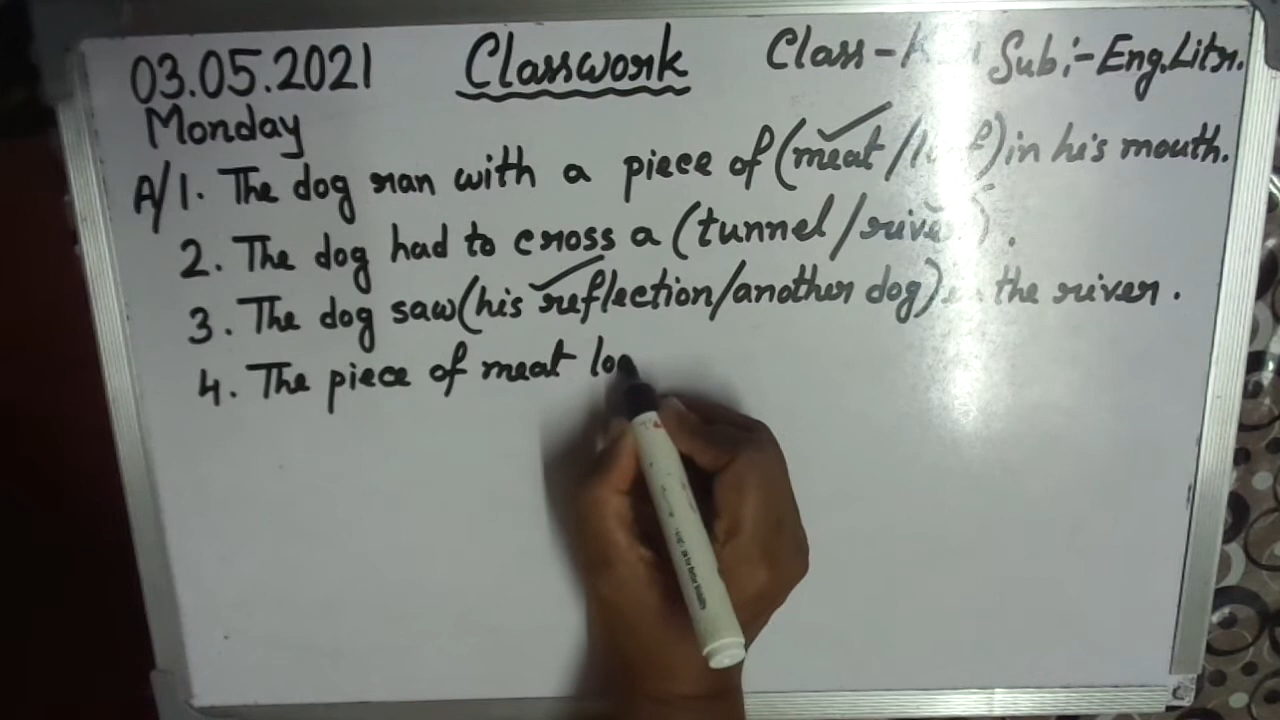 03.05.2021 Classwork Class- Sub:-Eng.Litr.
Monday
A/1. The dog ran with a piece of (meat / ) in his mouth.
2. The dog had to cross a (tunnel / river).
3. The dog saw (his reflection/another dog) the river.
4. The piece of meat